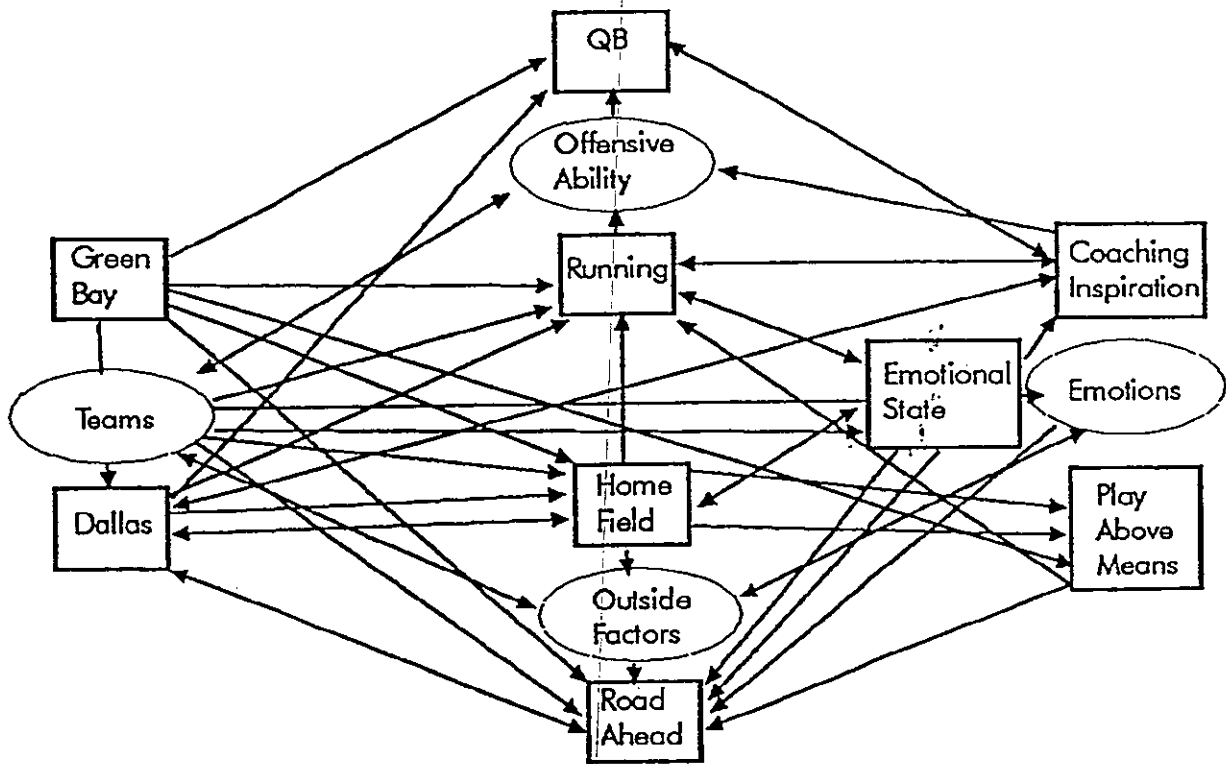 QB
Offensive
Ability
Green
Bay
Running
Coaching
Inspiration
Teams
Emotional
State
Emotions
Dallas
Home
Field
Play
Above
Means
Outside
Factors
Road
Ahead